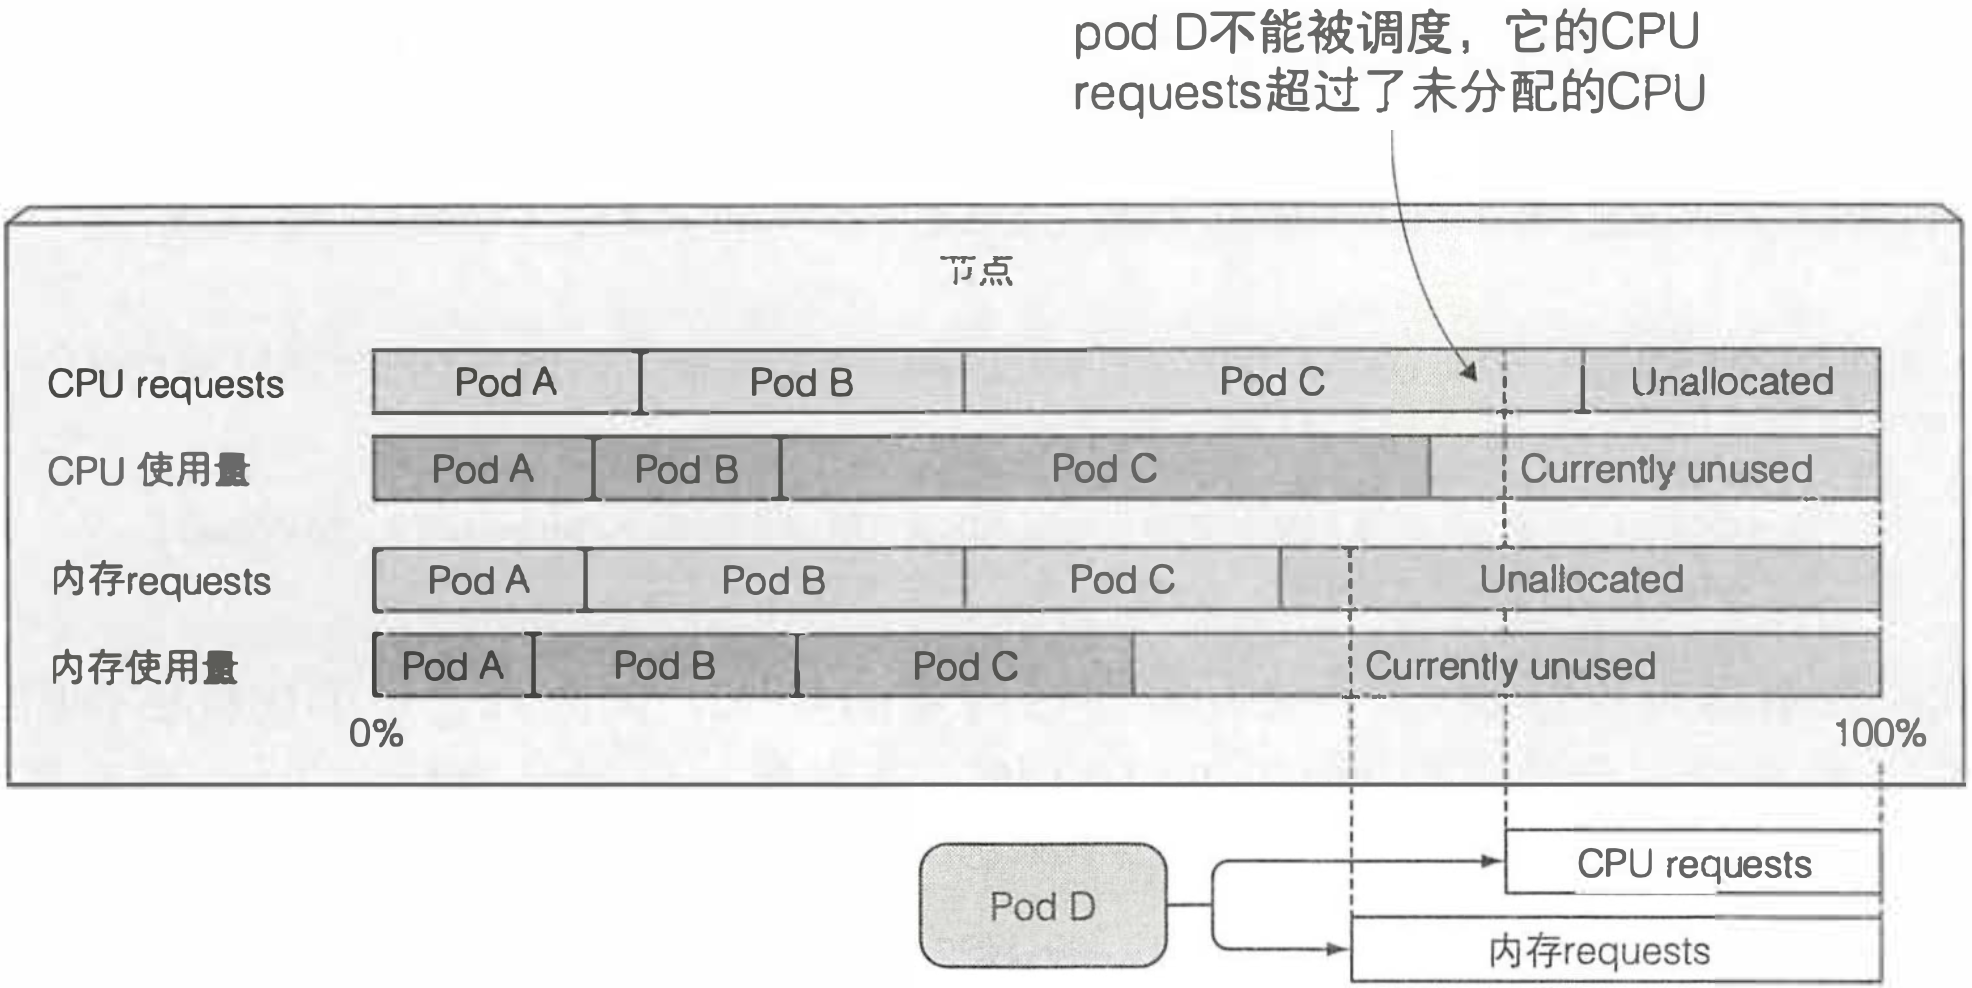 pod D不能被调度，它的CPU
requests超过了未分配的CPU
节点
CPU requests
Pod A
Pod B
Pod C
Unallocated
CPU 使用量
Pod A
Pod B
Pod C
Currently unused
内存requests
Pod A
Pod B
Pod C
Unallocated
内存使用量
Pod A
Pod B
Pod C
Currently unused
0%
100%
Pod D
CPU requests
内存requests